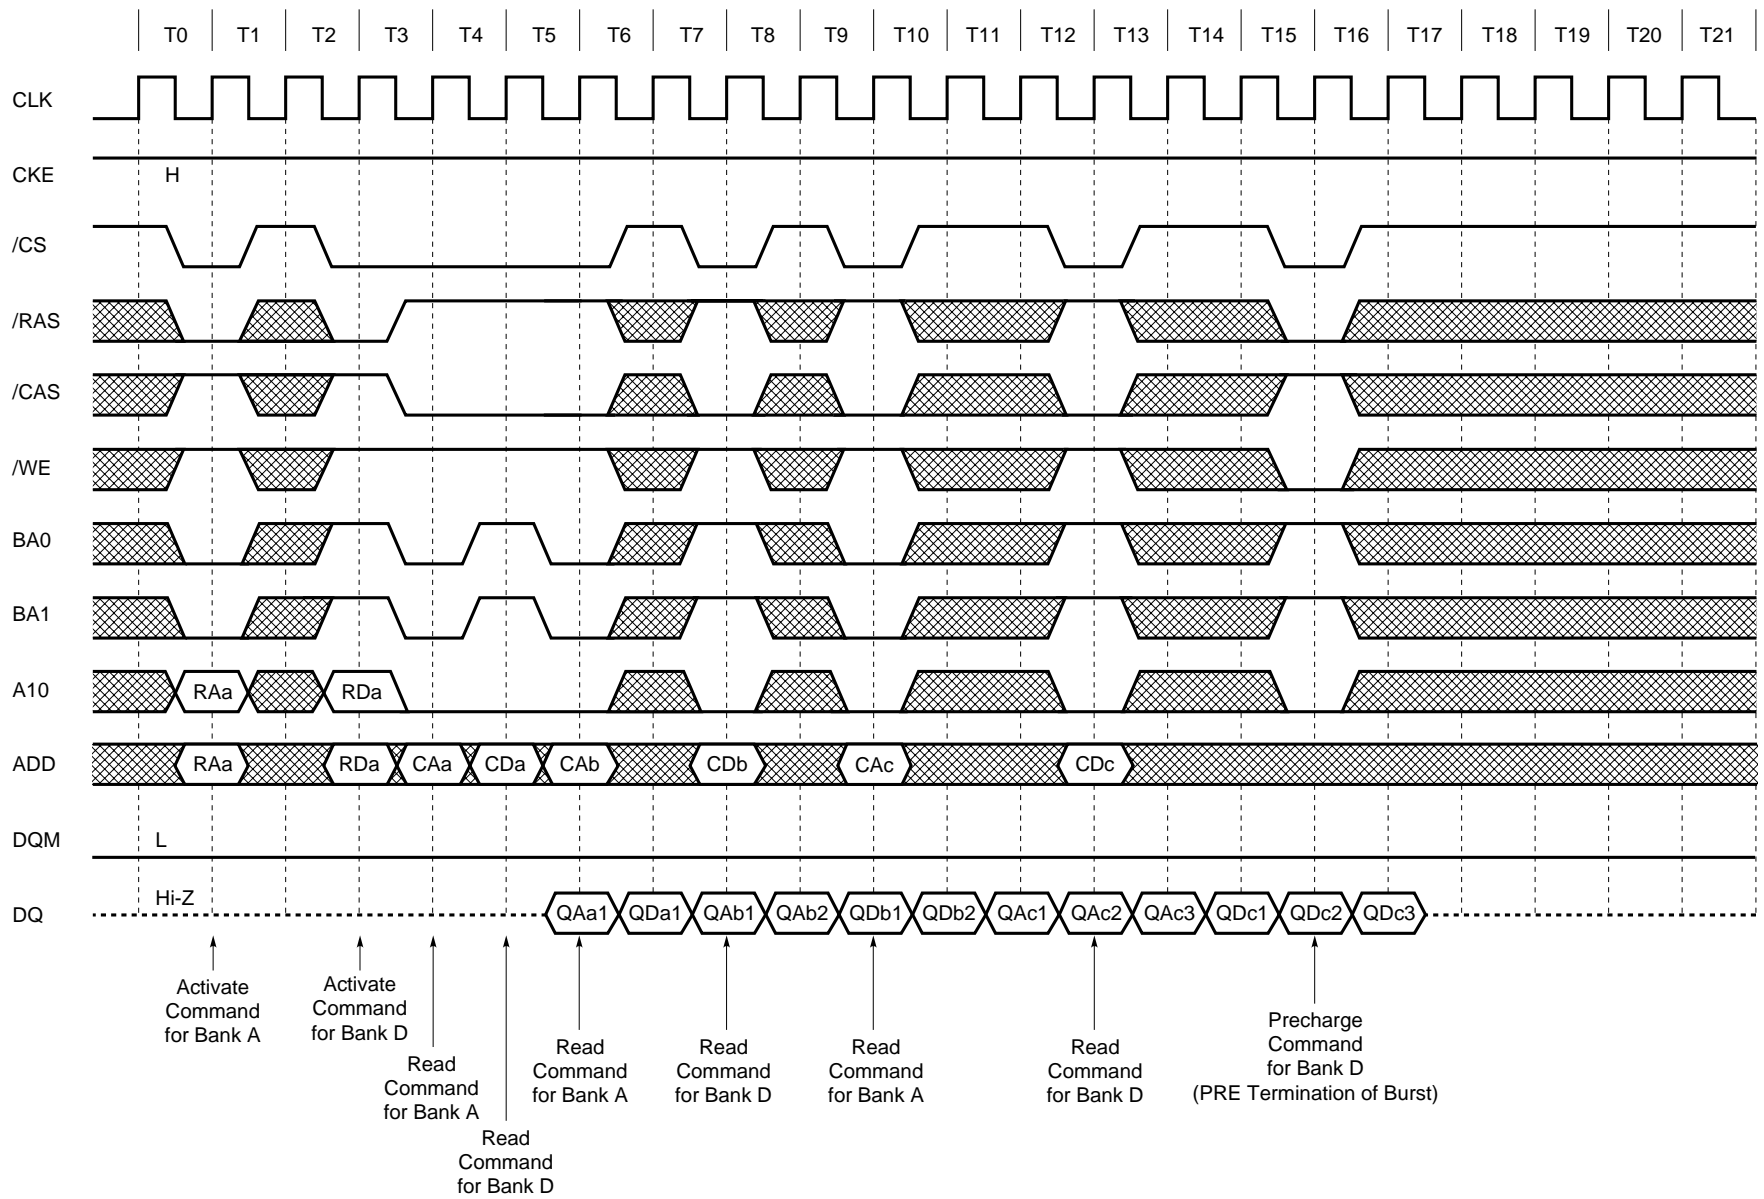 T0 T1 T2 T3 T4 T5 T6 T7 T8 T9 T10 T11 T12 T13 T14 T15 T16 T17 T18 T19 T20 T21
CLK
CKE H
/CS
/RAS
/CAS
/WE
BA0
BA1
A10 RAa RDa
ADD RAa RDa CAa CDa CAb CDb CAc CDc
DQM L
DQ Hi-Z QAa1 QDa1 QAb1 QAb2 QDb1 QDb2 QAc1 QAc2 QAc3 QDc1 QDc2 QDc3
Activate
Command
for Bank A
Activate
Command
for Bank D
Read
Command
for Bank A
Read
Command
for Bank D
Read
Command
for Bank A
Read
Command
for Bank D
Read
Command
for Bank A
Read
Command
for Bank D
Precharge
Command
for Bank D
(PRE Termination of Burst)